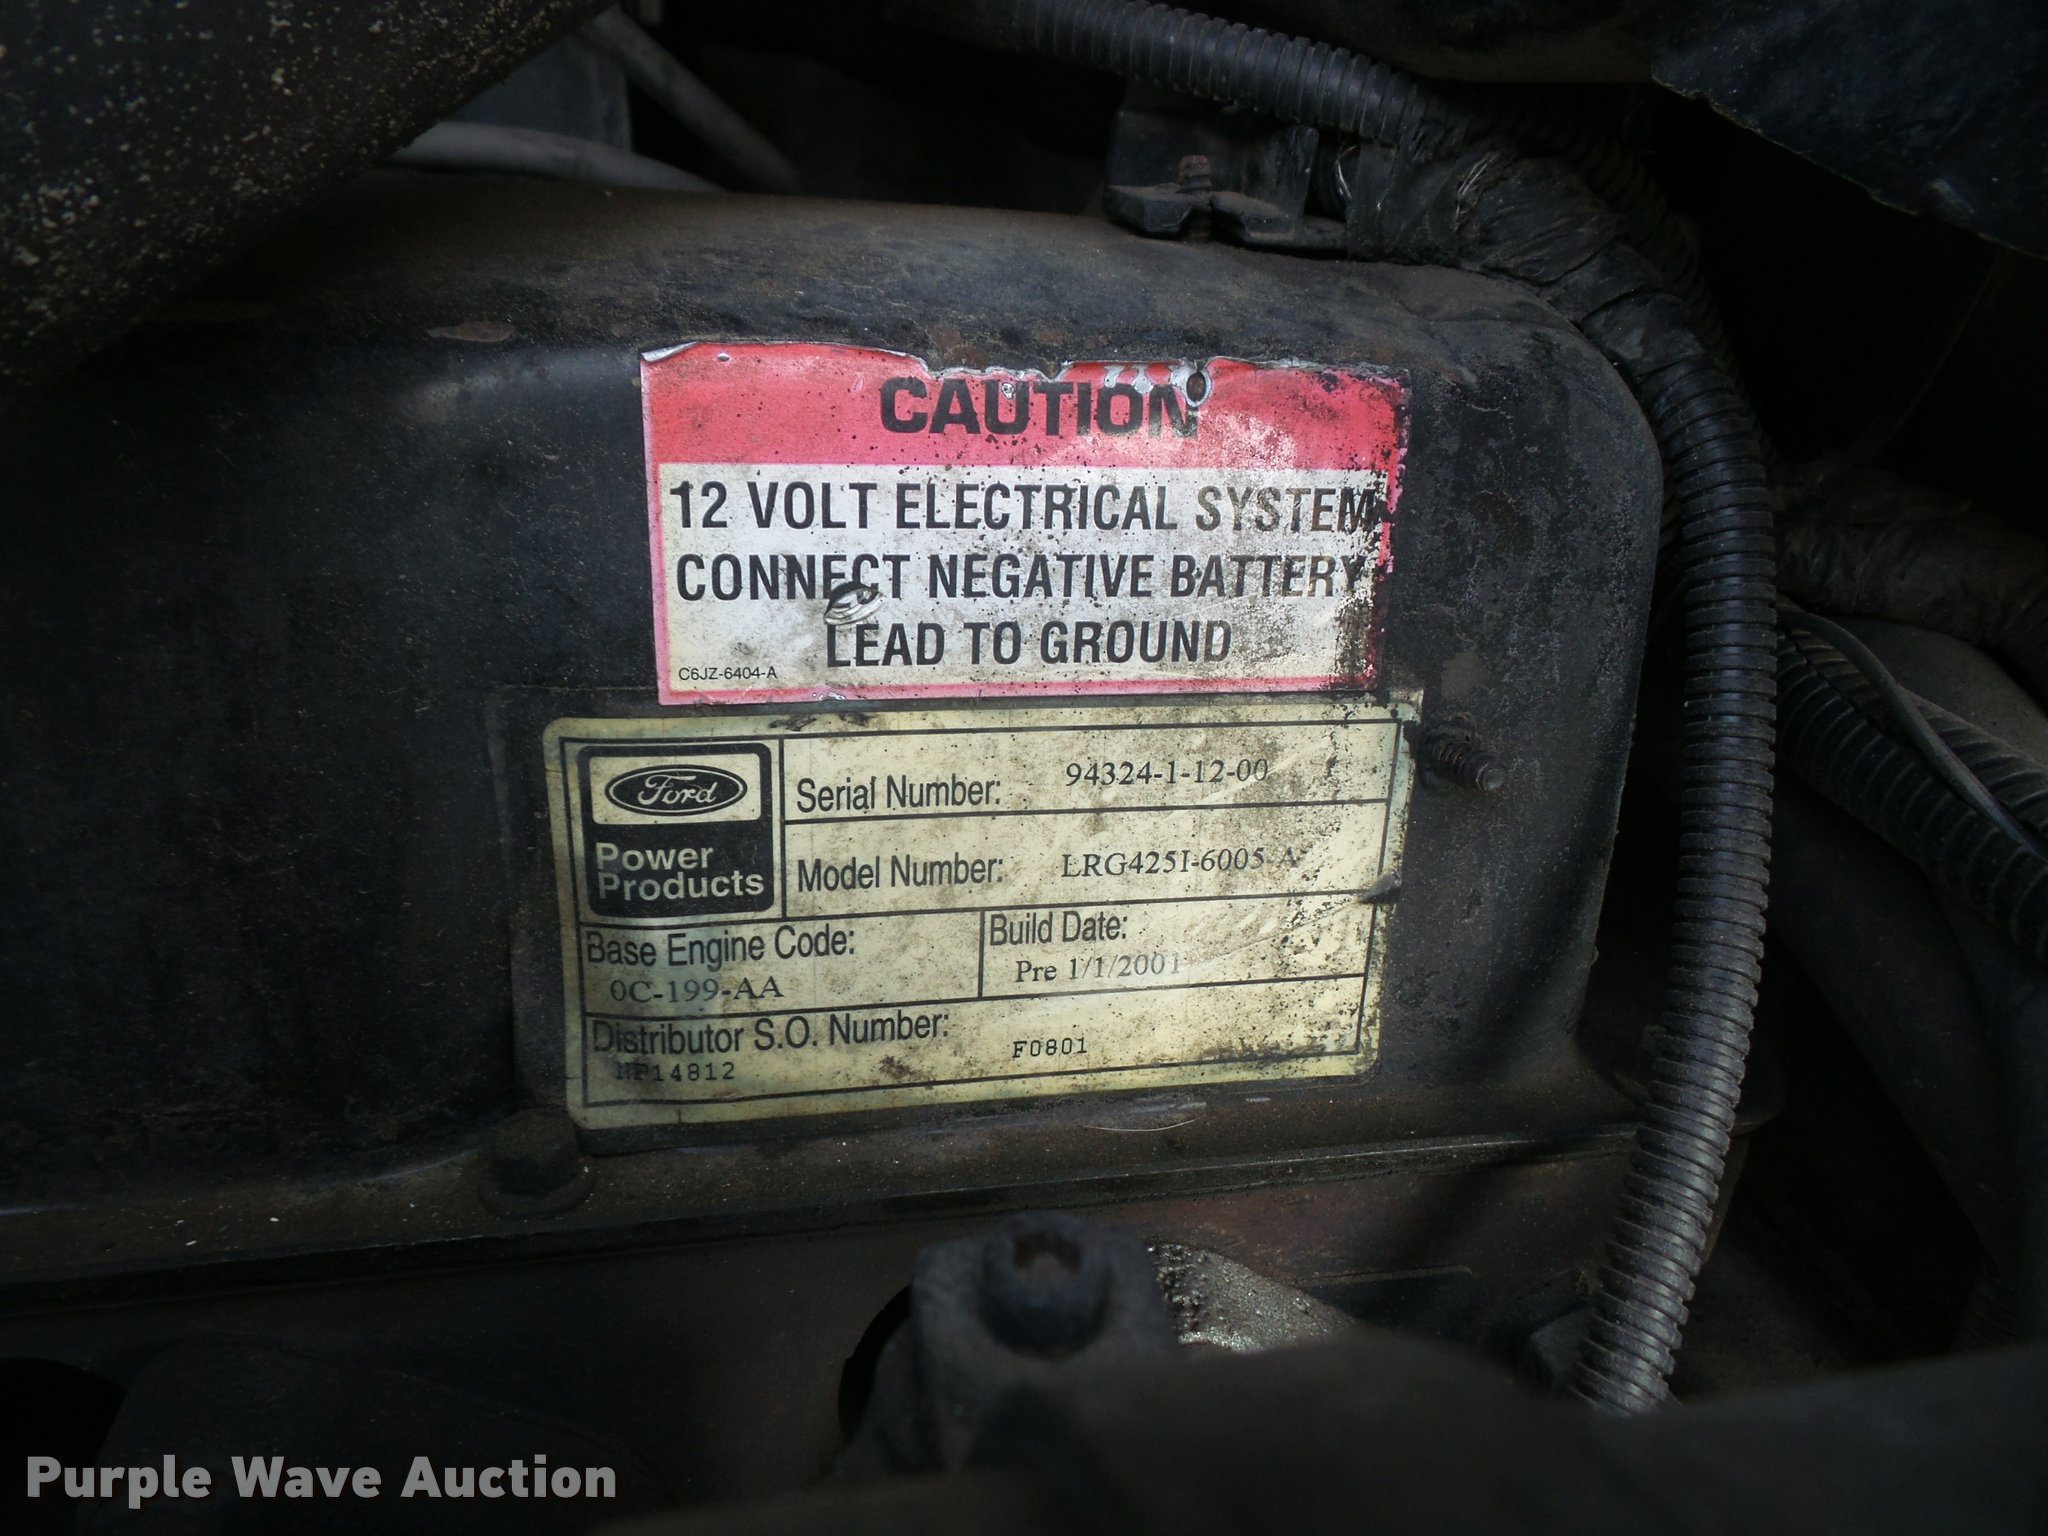 CAUTION
12 VOLT ELECTRICAL SYSTEM
CONNECT NEGATIVE BATTERY
LEAD TO GROUND
C6JZ-6404-A
Ford
Power
Products
Serial Number: 94324-1-12-00
Model Number: LRG425I-6005-A
Base Engine Code:
0C-199-AA
Build Date:
Pre 1/1/2001
Distributor S.O. Number:
F0801
MP14812
Purple Wave Auction